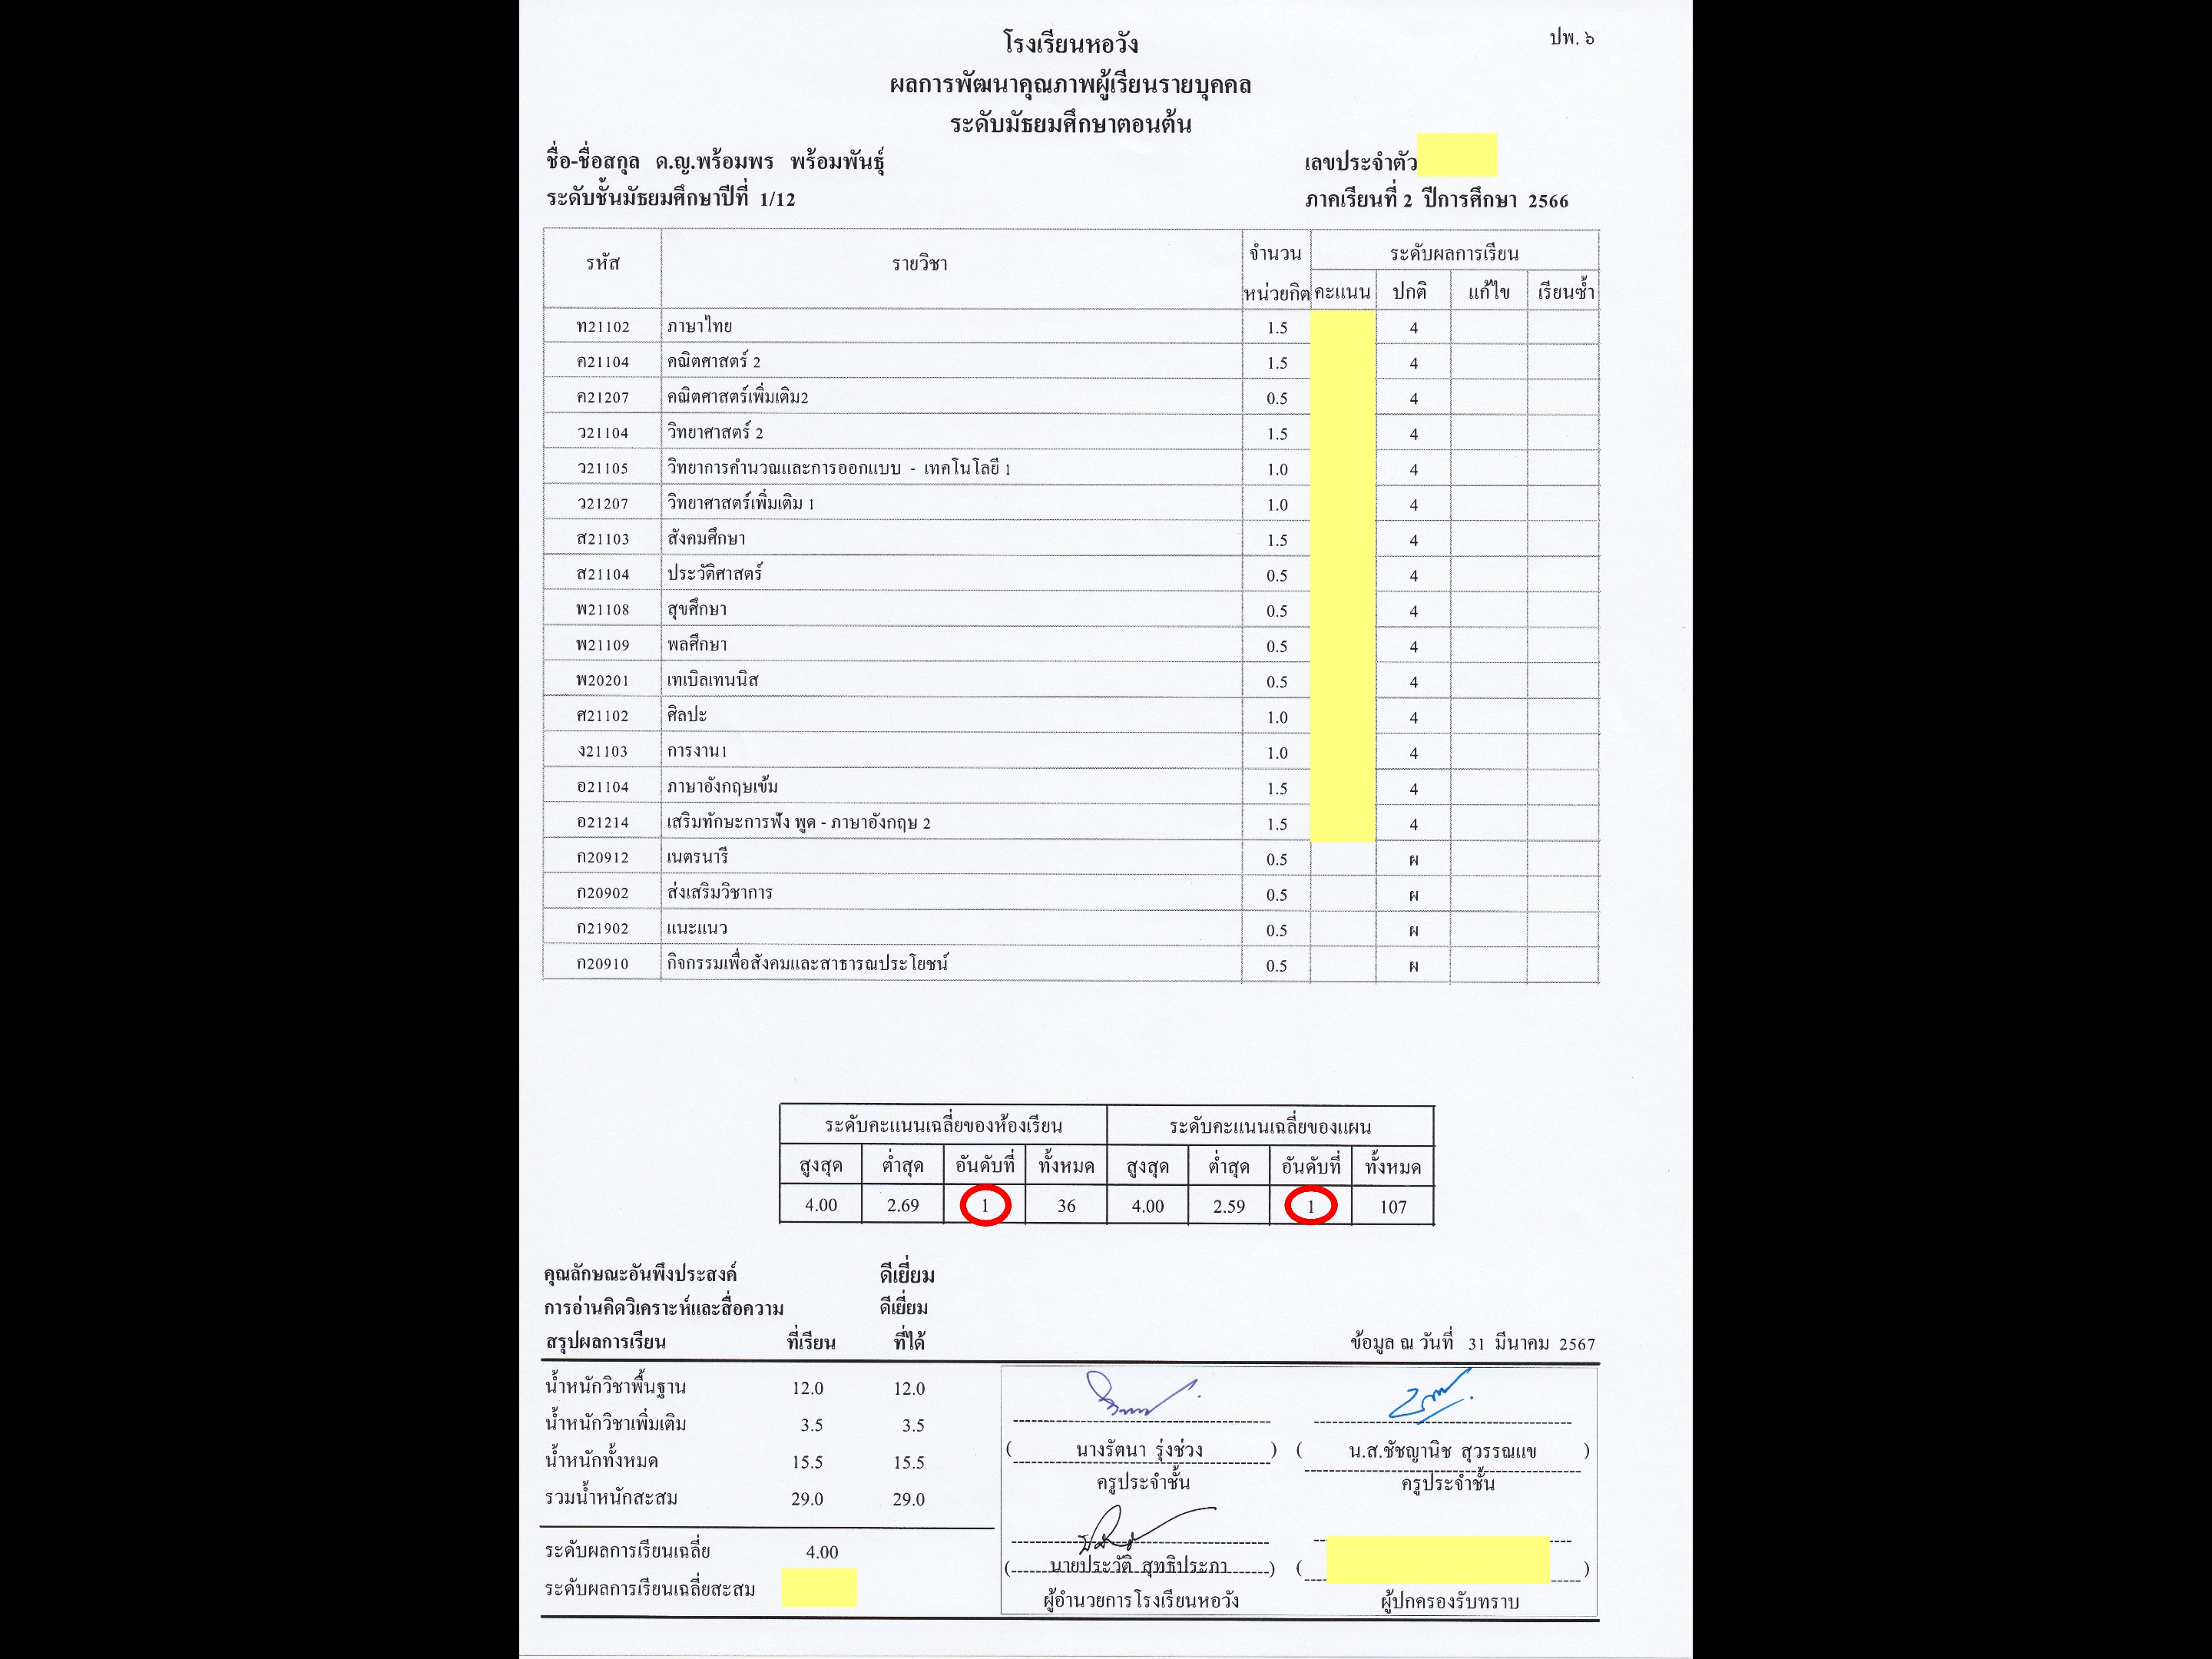 ปพ. ๖
โรงเรียนหอวัง
ผลการพัฒนาคุณภาพผู้เรียนรายบุคคล
ระดับมัธยมศึกษาตอนต้น
ชื่อ-ชื่อสกุล ด.ญ.พร้อมพร พร้อมพันธุ์ เลขประจำตัว
ระดับชั้นมัธยมศึกษาปีที่ 1/12 ภาคเรียนที่ 2 ปีการศึกษา 2566
รหัส รายวิชา จำนวน หน่วยกิต ระดับผลการเรียน
คะแนน ปกติ แก้ไข เรียนซ้ำ
ท21102 ภาษาไทย 1.5 4
ค21104 คณิตศาสตร์ 2 1.5 4
ค21207 คณิตศาสตร์เพิ่มเติม2 0.5 4
ว21104 วิทยาศาสตร์ 2 1.5 4
ว21105 วิทยาการคำนวณและการออกแบบ - เทคโนโลยี 1 1.0 4
ว21207 วิทยาศาสตร์เพิ่มเติม 1 1.0 4
ส21103 สังคมศึกษา 1.5 4
ส21104 ประวัติศาสตร์ 0.5 4
พ21108 สุขศึกษา 0.5 4
พ21109 พลศึกษา 0.5 4
พ20201 เทเบิลเทนนิส 0.5 4
ศ21102 ศิลปะ 1.0 4
ง21103 การงาน1 1.0 4
อ21104 ภาษาอังกฤษเข้ม 1.5 4
อ21214 เสริมทักษะการฟัง พูด - ภาษาอังกฤษ 2 1.5 4
ก20912 เนตรนารี 0.5 ผ
ก20902 ส่งเสริมวิชาการ 0.5 ผ
ก21902 แนะแนว 0.5 ผ
ก20910 กิจกรรมเพื่อสังคมและสาธารณประโยชน์ 0.5 ผ
ระดับคะแนนเฉลี่ยของห้องเรียน ระดับคะแนนเฉลี่ยของแผน
สูงสุด ต่ำสุด อันดับที่ ทั้งหมด สูงสุด ต่ำสุด อันดับที่ ทั้งหมด
4.00 2.69 1 36 4.00 2.59 1 107
คุณลักษณะอันพึงประสงค์ ดีเยี่ยม
การอ่านคิดวิเคราะห์และสื่อความ ดีเยี่ยม
สรุปผลการเรียน ที่เรียน ที่ได้ ข้อมูล ณ วันที่ 31 มีนาคม 2567
น้ำหนักวิชาพื้นฐาน 12.0 12.0
น้ำหนักวิชาเพิ่มเติม 3.5 3.5
น้ำหนักทั้งหมด 15.5 15.5
รวมน้ำหนักสะสม 29.0 29.0
ระดับผลการเรียนเฉลี่ย 4.00
ระดับผลการเรียนเฉลี่ยสะสม
( นางรัตนา รุ่งช่วง ) ( น.ส.ชัชญานิช สุวรรณแข )
ครูประจำชั้น ครูประจำชั้น
( นายประวัติ สุทธิประภา ) ( )
ผู้อำนวยการโรงเรียนหอวัง ผู้ปกครองรับทราบ